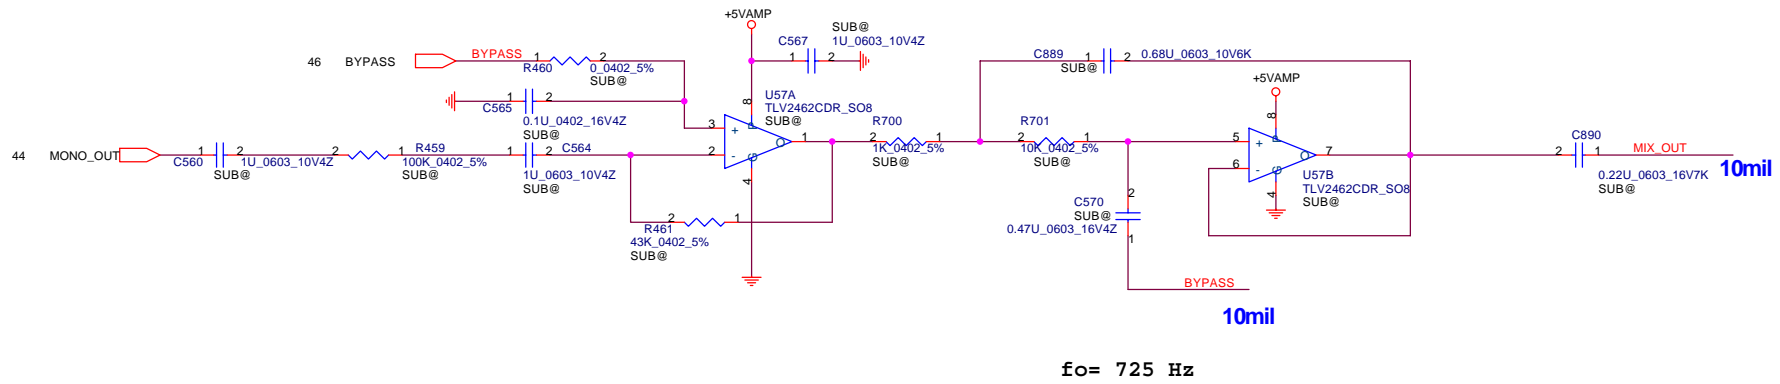 +5VAMP
SUB@
C567 1U_0603_10V4Z
1 2
46 BYPASS BYPASS 1 2
R460 0_0402_5%
SUB@
C565 1 2
0.1U_0402_16V4Z
SUB@
8
U57A
TLV2462CDR_SO8
SUB@
3 + P
2 - G
O 1
4
44 MONO_OUT 1 2
C560 1U_0603_10V4Z
SUB@
2 R459 1
100K_0402_5%
SUB@
1 2 C564
1U_0603_10V4Z
SUB@
2 1
R461
43K_0402_5%
SUB@
R700
2 1
1K_0402_5%
SUB@
C889 1 2 0.68U_0603_10V6K
SUB@
R701
2 1
10K_0402_5%
SUB@
+5VAMP
8
5 + P
6 - G
O 7
4
U57B
TLV2462CDR_SO8
SUB@
C570
SUB@
0.47U_0603_16V4Z
2
1
BYPASS
10mil
C890
2 1 MIX_OUT
0.22U_0603_16V7K
SUB@
10mil
fo= 725 Hz